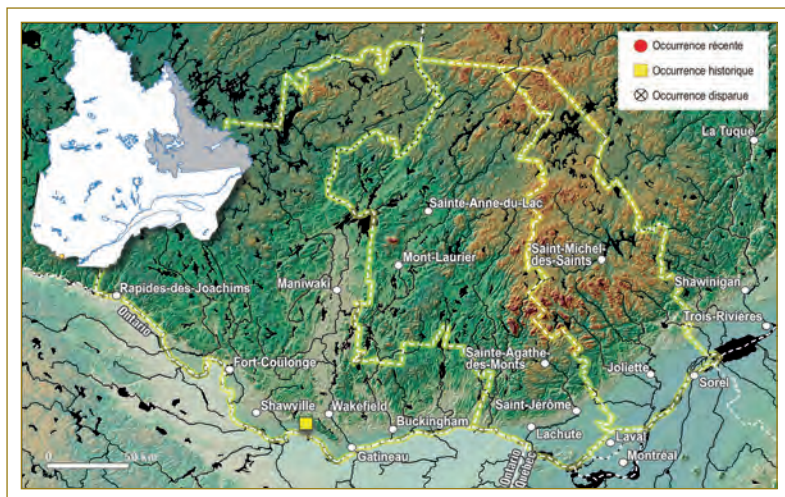 Occurrence récente
Occurrence historique
Occurrence disparue
La Tuque
Sainte-Anne-du-Lac
Mont-Laurier
Saint-Michel
des-Saints
Maniwaki
Rapides-des-Joachims
Shawinigan
Trois-Rivières
Ontario
Fort-Coulonge
Sainte-Agathe
des-Monts
Joliette
Sorel
Shawville
Wakefield
Buckingham
Saint-Jérôme
Lachute
Laval
Gatineau
Montréal
Ontario
Québec
0 50 km